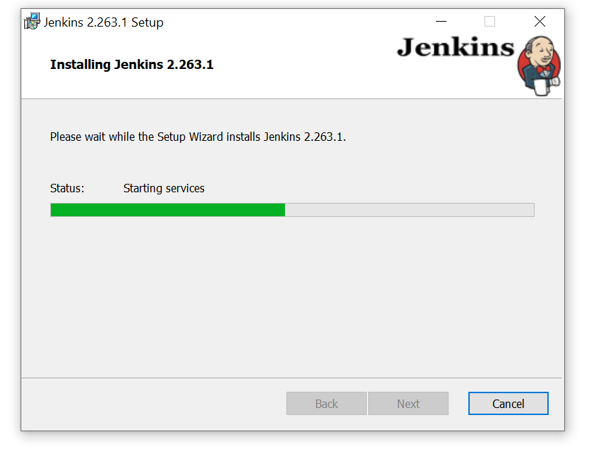 Jenkins 2.263.1 Setup
Jenkins
Installing Jenkins 2.263.1
Please wait while the Setup Wizard installs Jenkins 2.263.1.
Status: Starting services
Back Next Cancel